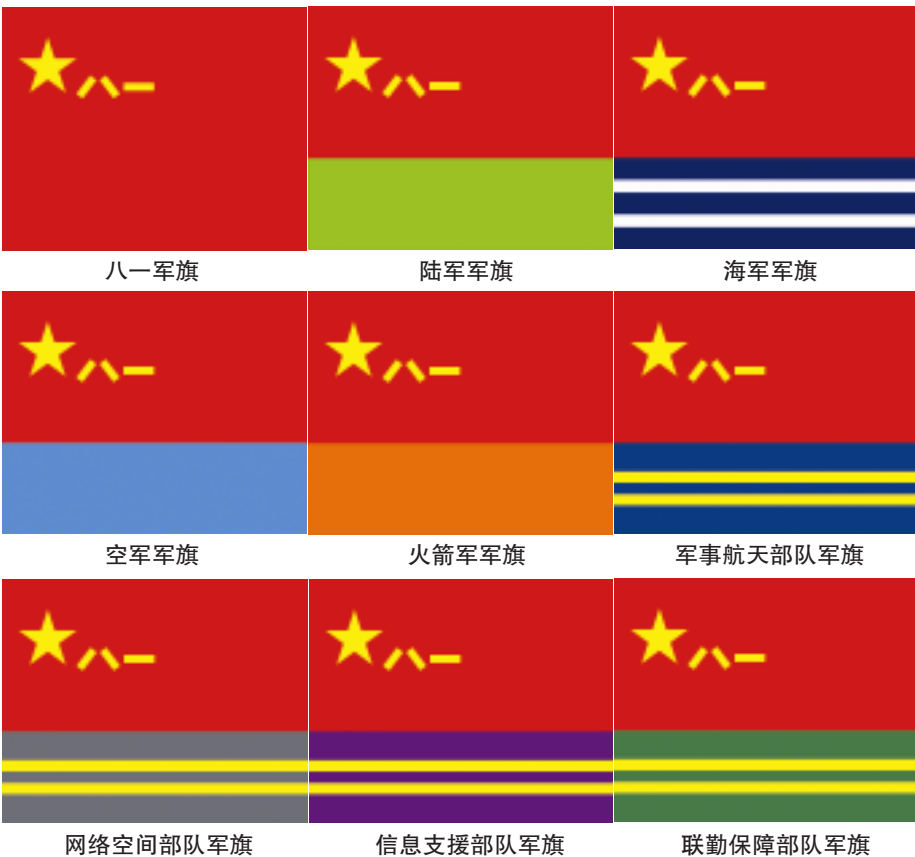 八一
八一
八一
八一军旗
陆军军旗
海军军旗
八一
八一
八一
空军军旗
火箭军军旗
军事航天部队军旗
八一
八一
八一
网络空间部队军旗
信息支援部队军旗
联勤保障部队军旗